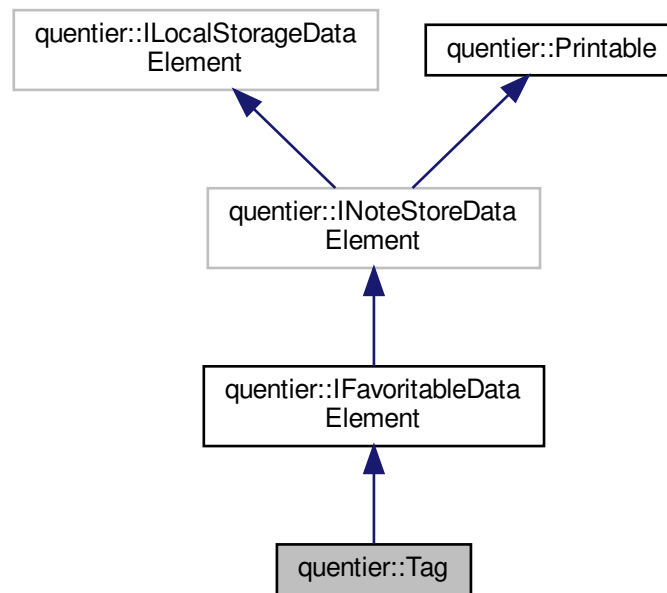 quentier::ILocalStorageData
Element
quentier::Printable
quentier::INoteStoreData
Element
quentier::IFavoritableData
Element
quentier::Tag